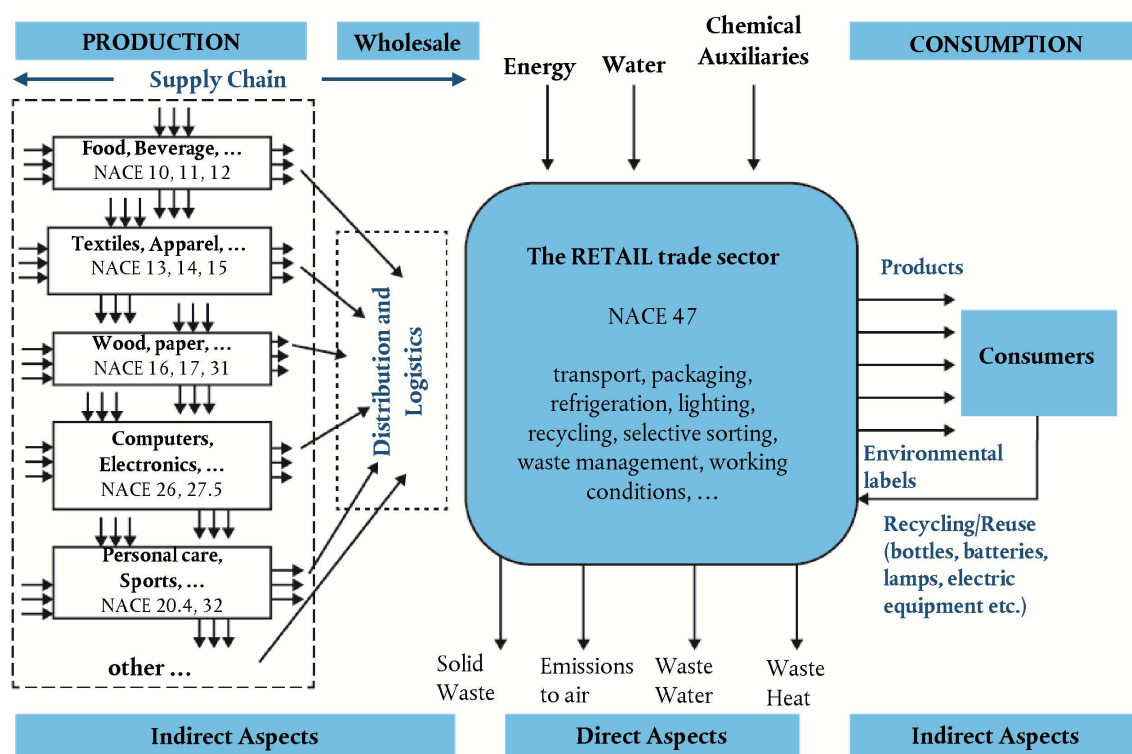 PRODUCTION
Wholesale
Supply Chain
Food, Beverage, …
NACE 10, 11, 12
Textiles, Apparel, …
NACE 13, 14, 15
Wood, paper, …
NACE 16, 17, 31
Computers,
Electronics, …
NACE 26, 27.5
Personal care,
Sports, …
NACE 20.4, 32
other …
Distribution and
Logistics
Energy
Water
Chemical
Auxiliaries
The RETAIL trade sector
NACE 47
transport, packaging,
refrigeration, lighting,
recycling, selective sorting,
waste management, working
conditions, …
Solid
Waste
Emissions
to air
Waste
Water
Waste
Heat
CONSUMPTION
Products
Consumers
Environmental
labels
Recycling/Reuse
(bottles, batteries,
lamps, electric
equipment etc.)
Indirect Aspects
Direct Aspects
Indirect Aspects